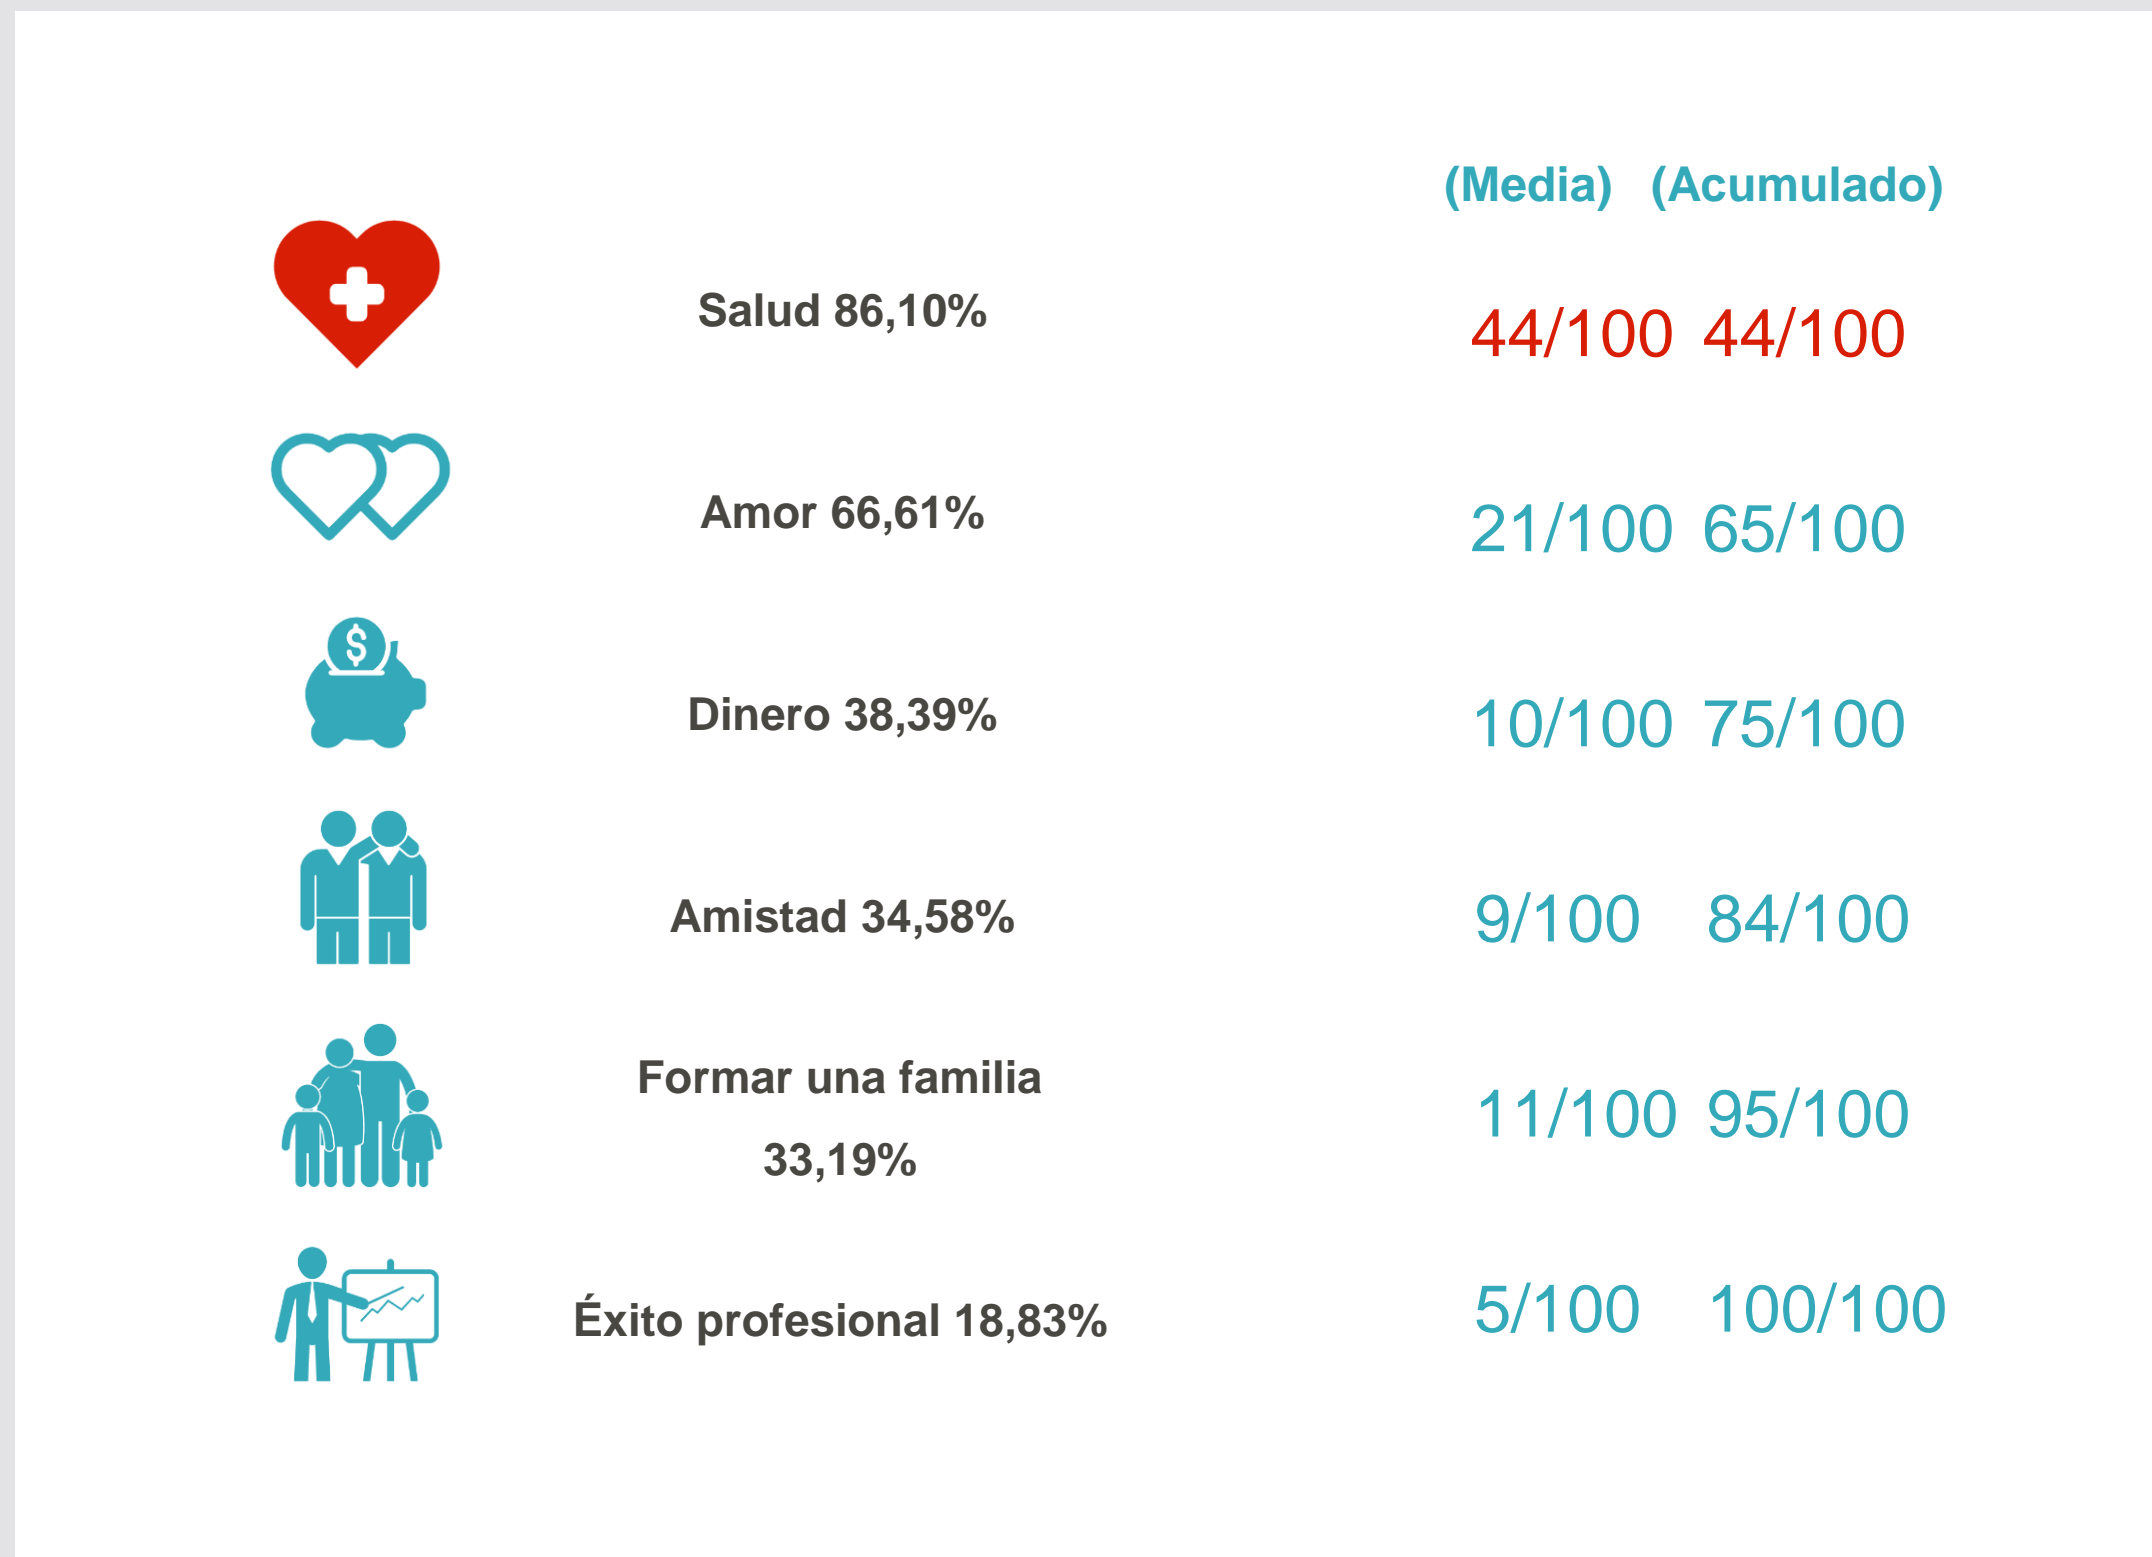 (Media) (Acumulado)
Salud 86,10%
44/100 44/100
Amor 66,61%
21/100 65/100
$
Dinero 38,39%
10/100 75/100
Amistad 34,58%
9/100 84/100
Formar una familia
33,19%
11/100 95/100
Éxito profesional 18,83%
5/100 100/100